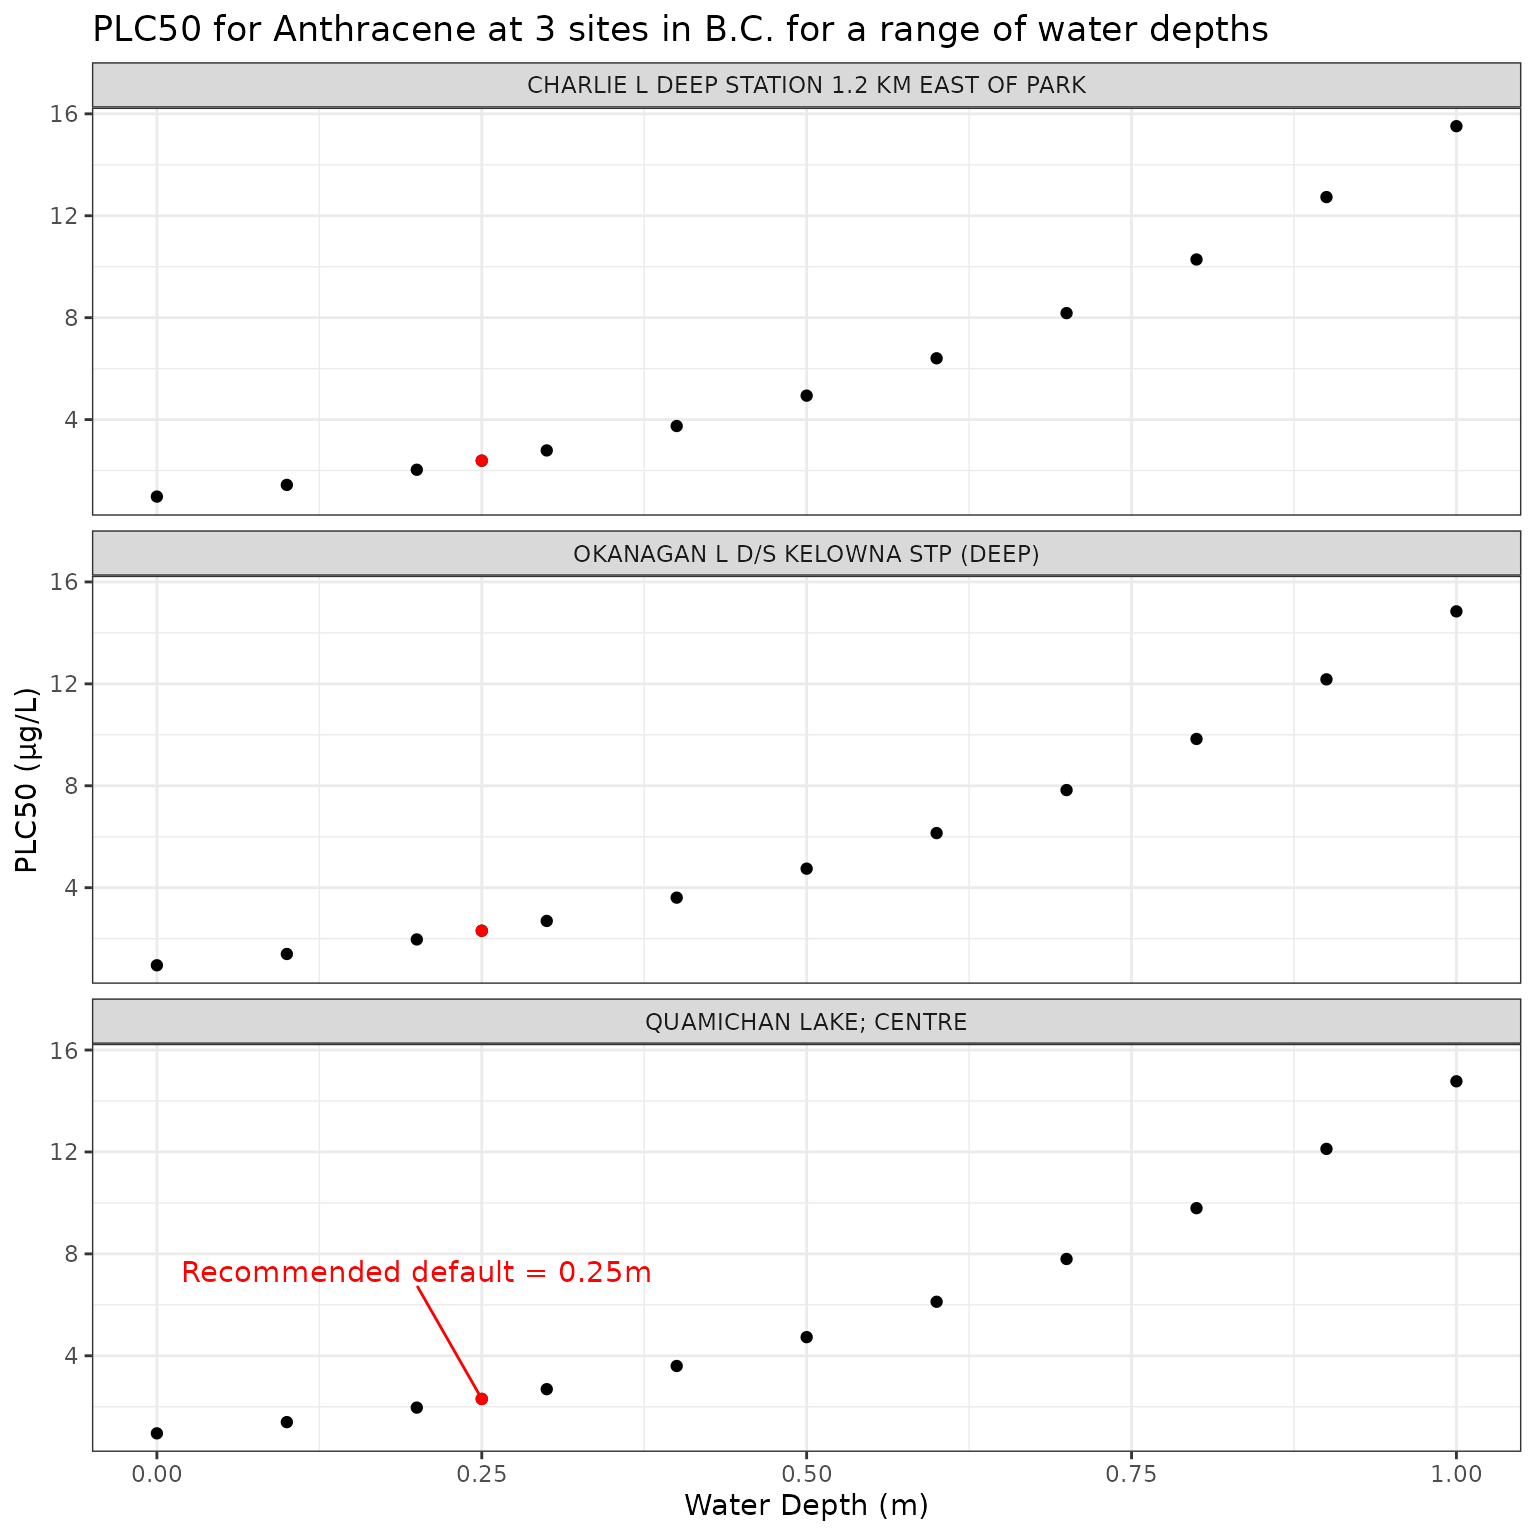 PLC50 for Anthracene at 3 sites in B.C. for a range of water depths
CHARLIE L DEEP STATION 1.2 KM EAST OF PARK
16
12
8
4
OKANAGAN L D/S KELOWNA STP (DEEP)
16
12
8
4
PLC50 (µg/L)
QUAMICHAN LAKE; CENTRE
16
12
8
4
Recommended default = 0.25m
0.00 0.25 0.50 0.75 1.00
Water Depth (m)